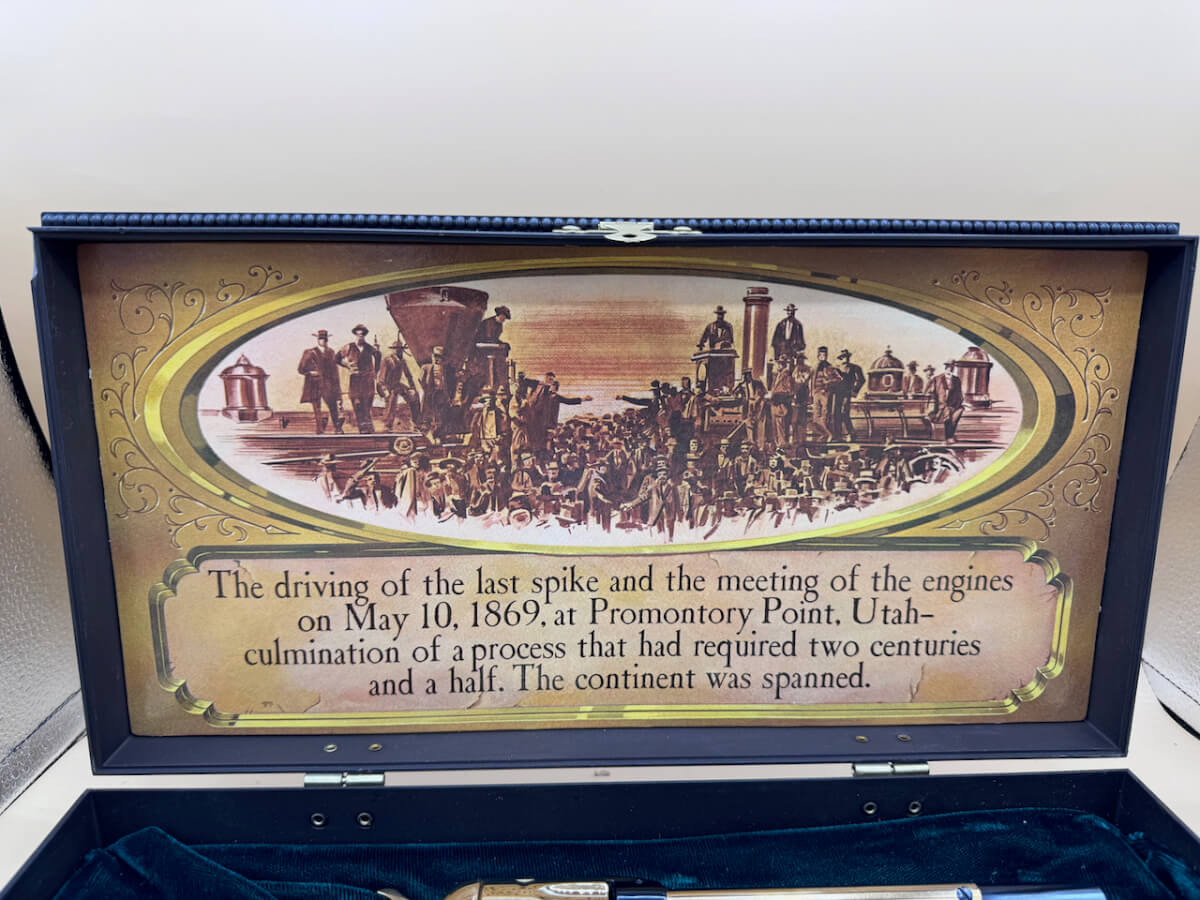 The driving of the last spike and the meeting of the engines
on May 10, 1869, at Promontory Point, Utah–
culmination of a process that had required two centuries
and a half. The continent was spanned.